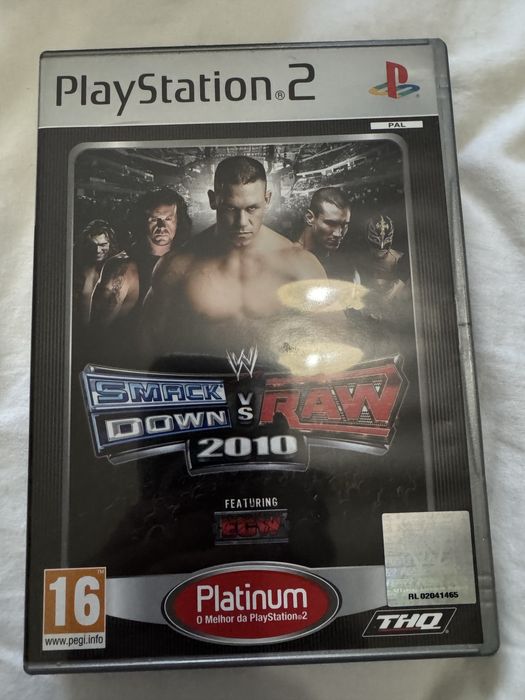 PlayStation®2
PAL
W
SMACK
DOWN
VS
RAW
2010
FEATURING
ECW
16
www.pegi.info
Platinum
O Melhor da PlayStation®2
RL 02041465
THQ